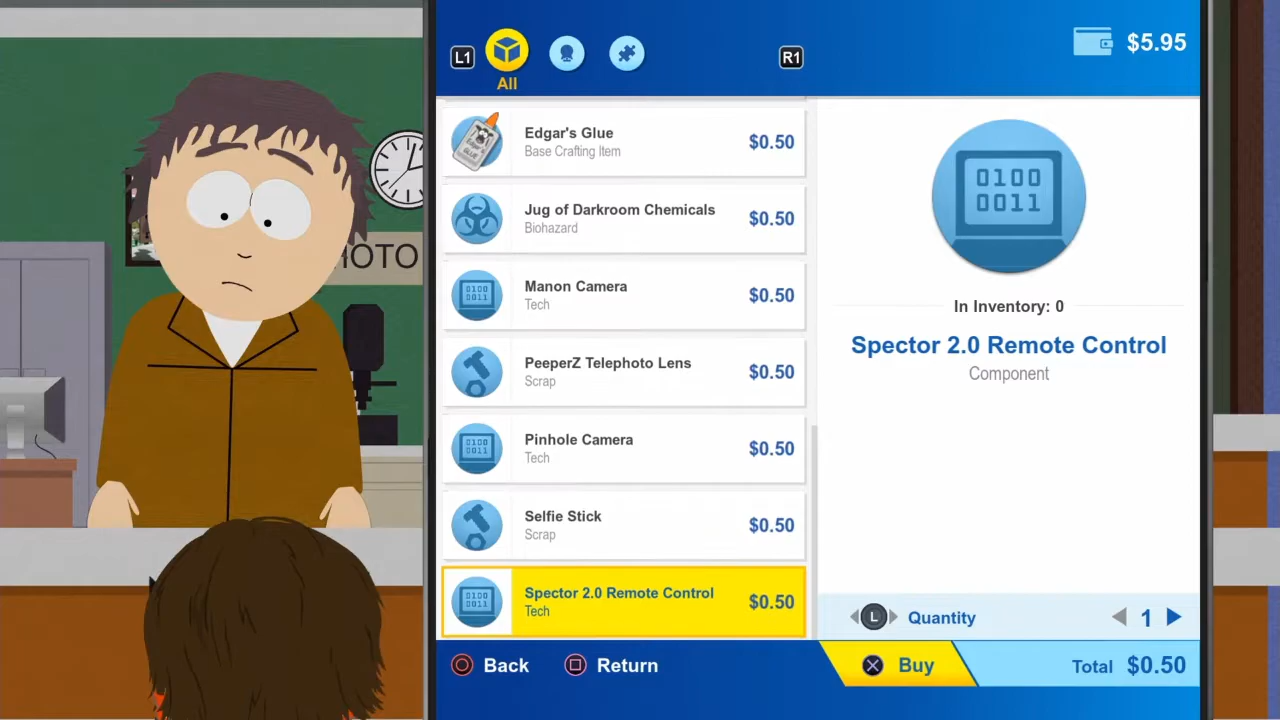 L1
All
R1
$5.95
Edgar's Glue
Base Crafting Item
$0.50
Jug of Darkroom Chemicals
Biohazard
$0.50
Manon Camera
Tech
$0.50
PeeperZ Telephoto Lens
Scrap
$0.50
Pinhole Camera
Tech
$0.50
Selfie Stick
Scrap
$0.50
Spector 2.0 Remote Control
Tech
$0.50
0100
0011
In Inventory: 0
Spector 2.0 Remote Control
Component
L
Quantity
1
Back
Return
Buy
Total
$0.50
HOTO